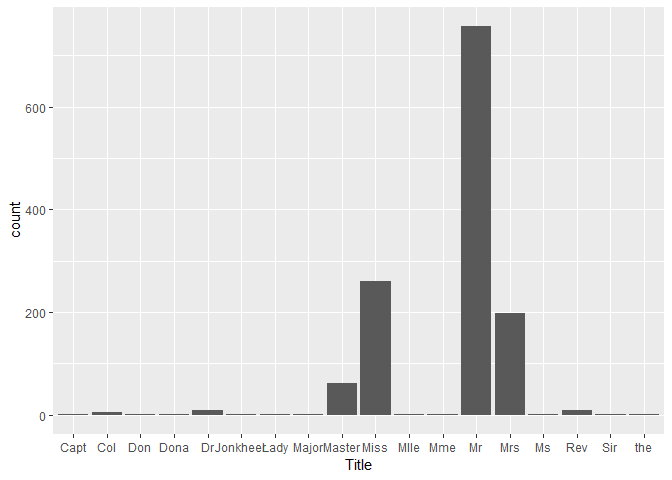 600
400
200
0
count
Capt Col Don Dona Dr Jonkheer Lady Major Master Miss Mlle Mme Mr Mrs Ms Rev Sir the
Title